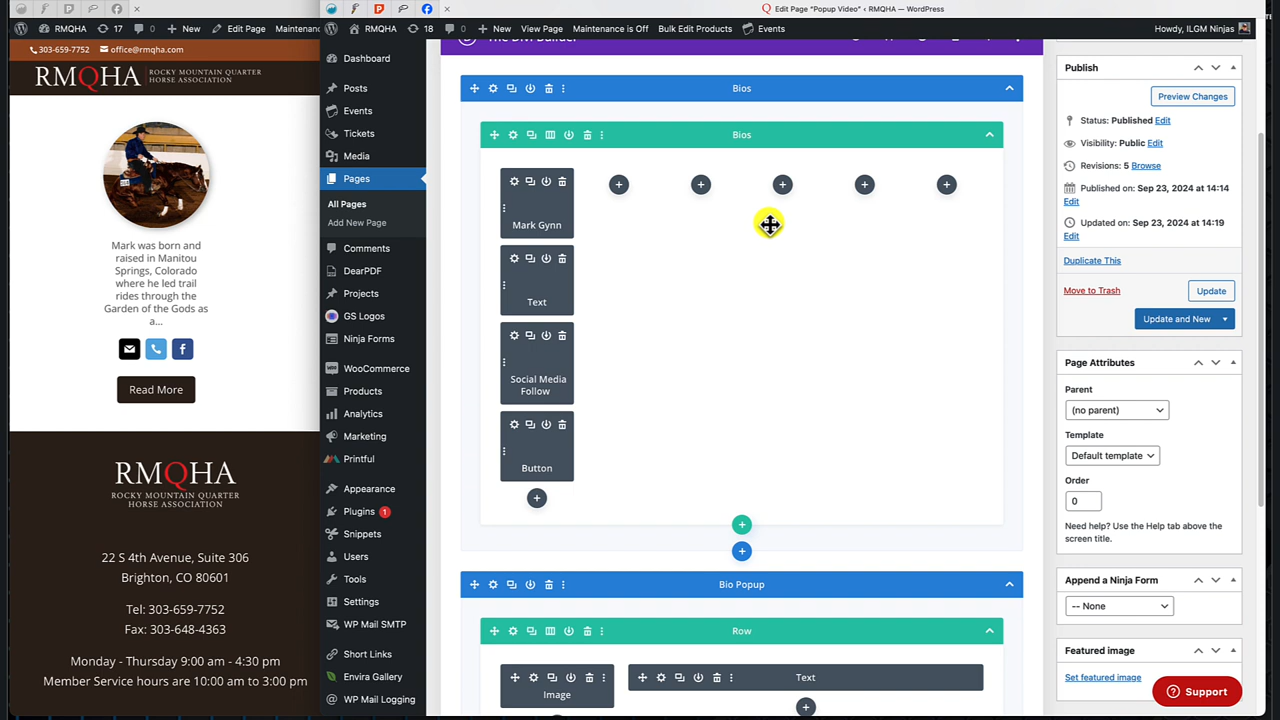 Edit Page “Popup Video” < RMQHA — WordPress
RMQHA
17
New
Edit Page
Maintenanc
303-659-7752
office@rmqha.com
RMQHA
ROCKY MOUNTAIN QUARTER
HORSE ASSOCIATION
Mark was born and
raised in Manitou
Springs, Colorado
where he led trail
rides through the
Garden of the Gods as
a...
Read More
RMQHA
ROCKY MOUNTAIN QUARTER
HORSE ASSOCIATION
22 S 4th Avenue, Suite 306
Brighton, CO 80601
Tel: 303-659-7752
Fax: 303-648-4363
Monday - Thursday 9:00 am - 4:30 pm
Member Service hours are 10:00 am to 3:00 pm
RMQHA
18
New
View Page
Maintenance is Off
Bulk Edit Products
Events
Howdy, ILGM Ninjas
Dashboard
Posts
Events
Tickets
Media
Pages
All Pages
Add New Page
Comments
DearPDF
Projects
GS Logos
Ninja Forms
WooCommerce
Products
Analytics
Marketing
Printful
Appearance
Plugins 1
Snippets
Users
Tools
Settings
WP Mail SMTP
Short Links
Envira Gallery
WP Mail Logging
The Divi Builder
Bios
Bios
Mark Gynn
Text
Social Media
Follow
Button
Bio Popup
Row
Image
Text
Publish
Preview Changes
Status: Published Edit
Visibility: Public Edit
Revisions: 5 Browse
Published on: Sep 23, 2024 at 14:14
Edit
Updated on: Sep 23, 2024 at 14:19
Edit
Duplicate This
Move to Trash
Update
Update and New
Page Attributes
Parent
(no parent)
Template
Default template
Order
0
Need help? Use the Help tab above the
screen title.
Append a Ninja Form
-- None
Featured image
Set featured image
Support